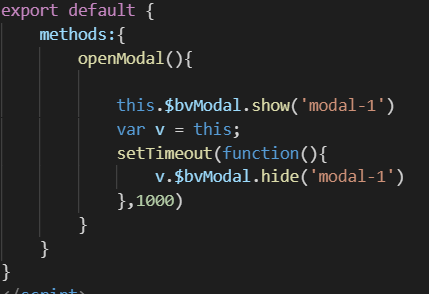 export default {
    methods:{
        openModal(){

            this.$bvModal.show('modal-1')
            var v = this;
            setTimeout(function(){
                v.$bvModal.hide('modal-1')
            },1000)
        }
    }
}
</script>